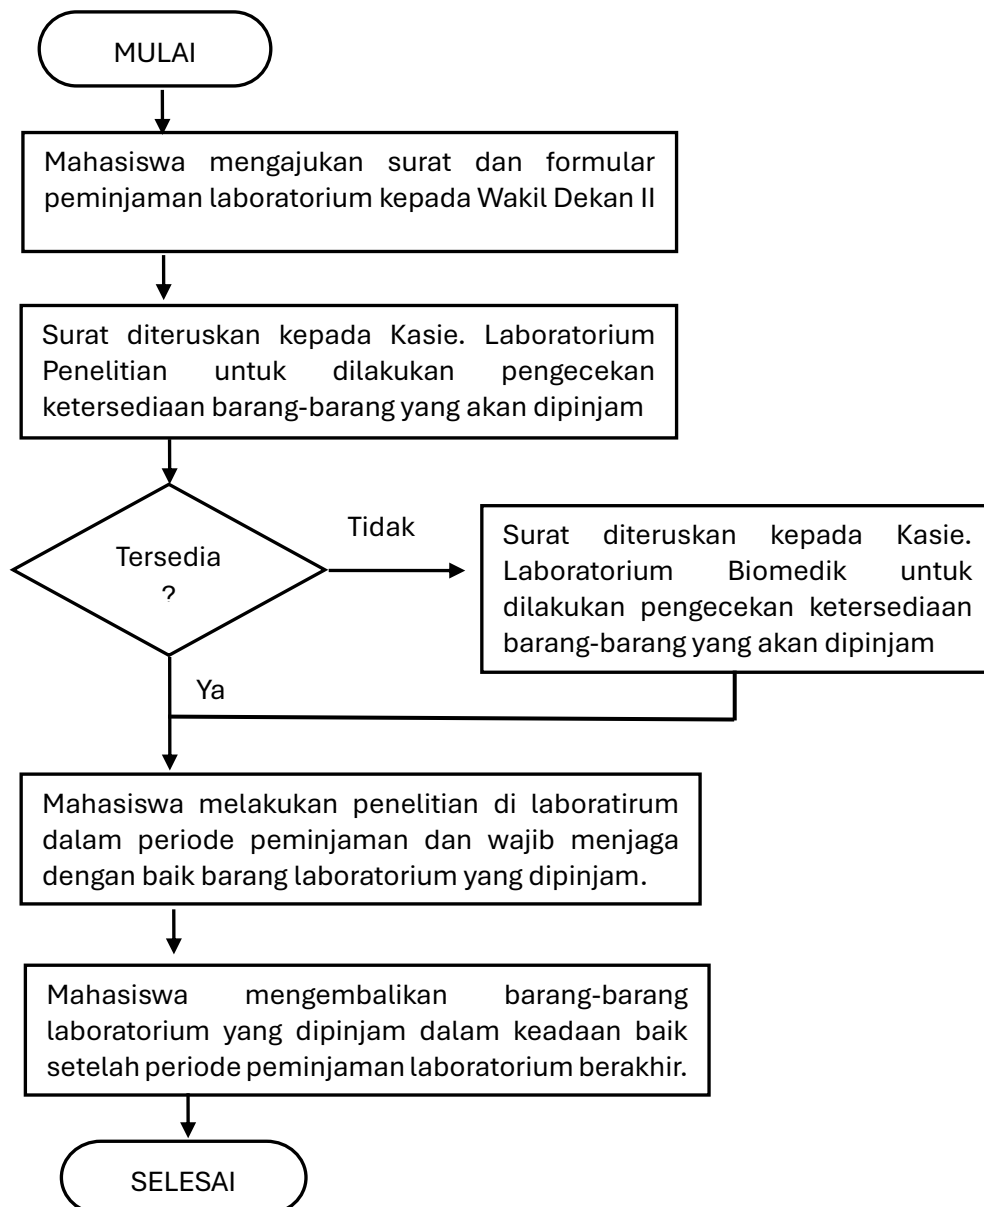 MULAI
Mahasiswa mengajukan surat dan formular
peminjaman laboratorium kepada Wakil Dekan II
Surat diteruskan kepada Kasie. Laboratorium
Penelitian untuk dilakukan pengecekan
ketersediaan barang-barang yang akan dipinjam
Tersedia
?
Tidak
Surat diteruskan kepada Kasie.
Laboratorium Biomedik untuk
dilakukan pengecekan ketersediaan
barang-barang yang akan dipinjam
Ya
Mahasiswa melakukan penelitian di laboratirum
dalam periode peminjaman dan wajib menjaga
dengan baik barang laboratorium yang dipinjam.
Mahasiswa mengembalikan barang-barang
laboratorium yang dipinjam dalam keadaan baik
setelah periode peminjaman laboratorium berakhir.
SELESAI